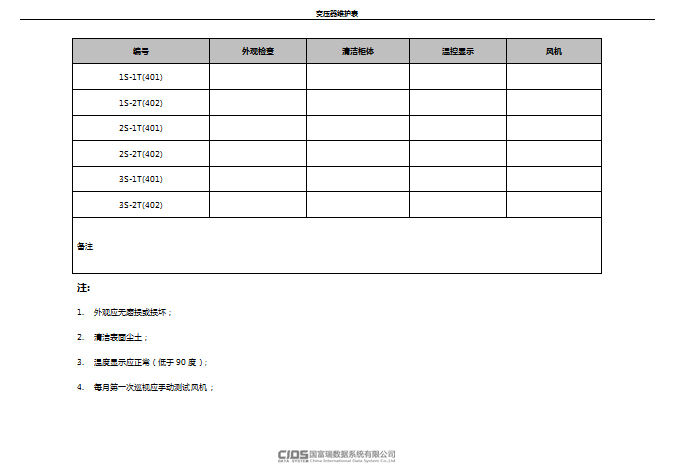 变压器维护表
编号 外观检查 清洁柜体 温控显示 风机
1S-1T(401)
1S-2T(402)
2S-1T(401)
2S-2T(402)
3S-1T(401)
3S-2T(402)
备注
注:
1. 外观应无磨损或损坏；
2. 清洁表面尘土；
3. 温度显示应正常（低于 90 度）;
4. 每月第一次巡视应手动测试风机；
CIDS 国富瑞数据系统有限公司
DATA SYSTEM China International Data System Co.,Ltd